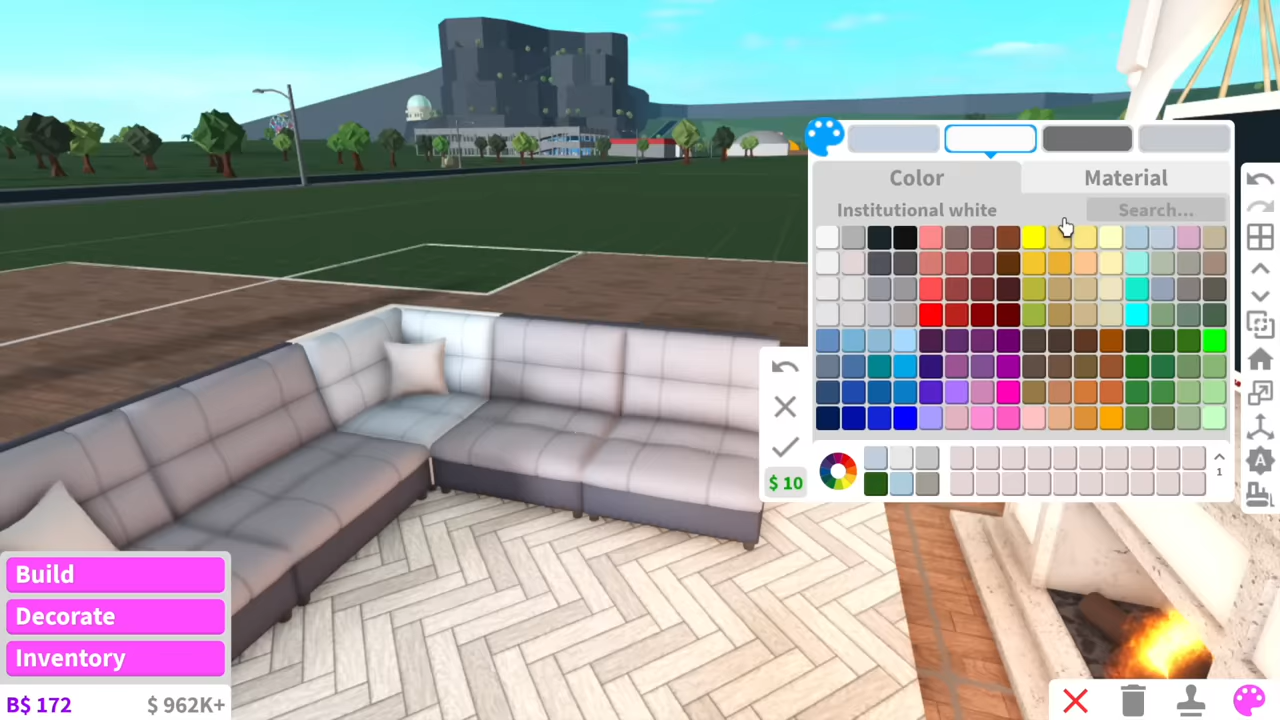 Color
Material
Institutional white
Search...
1
$ 10
Build
Decorate
Inventory
B$ 172
$ 962K+
A